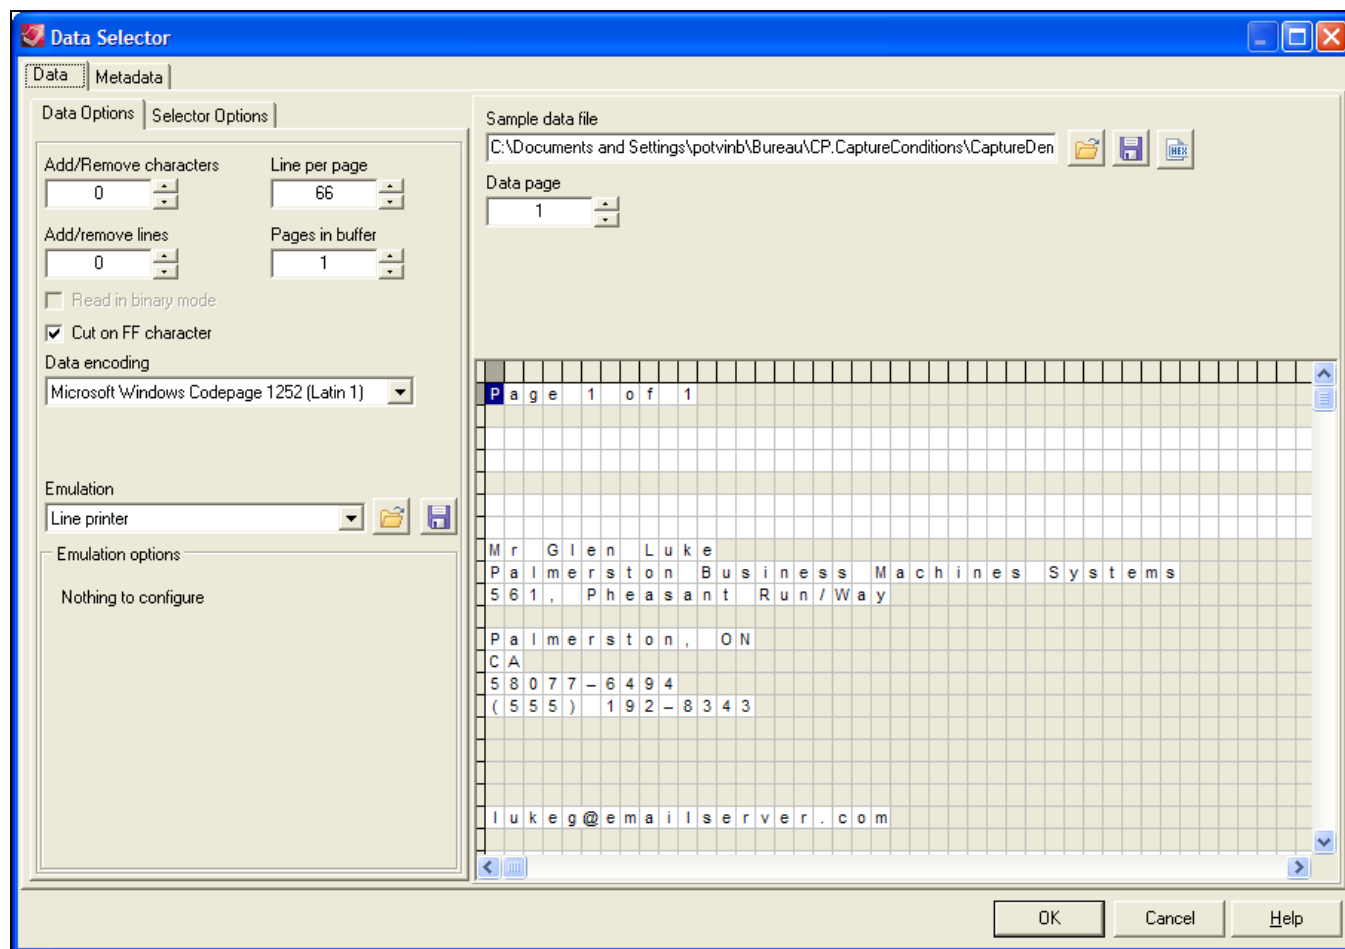 Data Selector
Data
Metadata
Data Options
Selector Options
Add/Remove characters
Line per page
0
66
Add/remove lines
Pages in buffer
0
1
Read in binary mode
Cut on FF character
Data encoding
Microsoft Windows Codepage 1252 (Latin 1)
Emulation
Line printer
Emulation options
Nothing to configure
Sample data file
C:\Documents and Settings\potvinb\Bureau\CP.CaptureConditions\CaptureDen
HEX
Data page
1
Page 1 of 1
Mr Glen Luke
Palmerston Business Machines Systems
561, Pheasant Run/Way
Palmerston, ON
CA
58077-6494
(555) 192-8343
lukeg@emailserver.com
OK
Cancel
Help